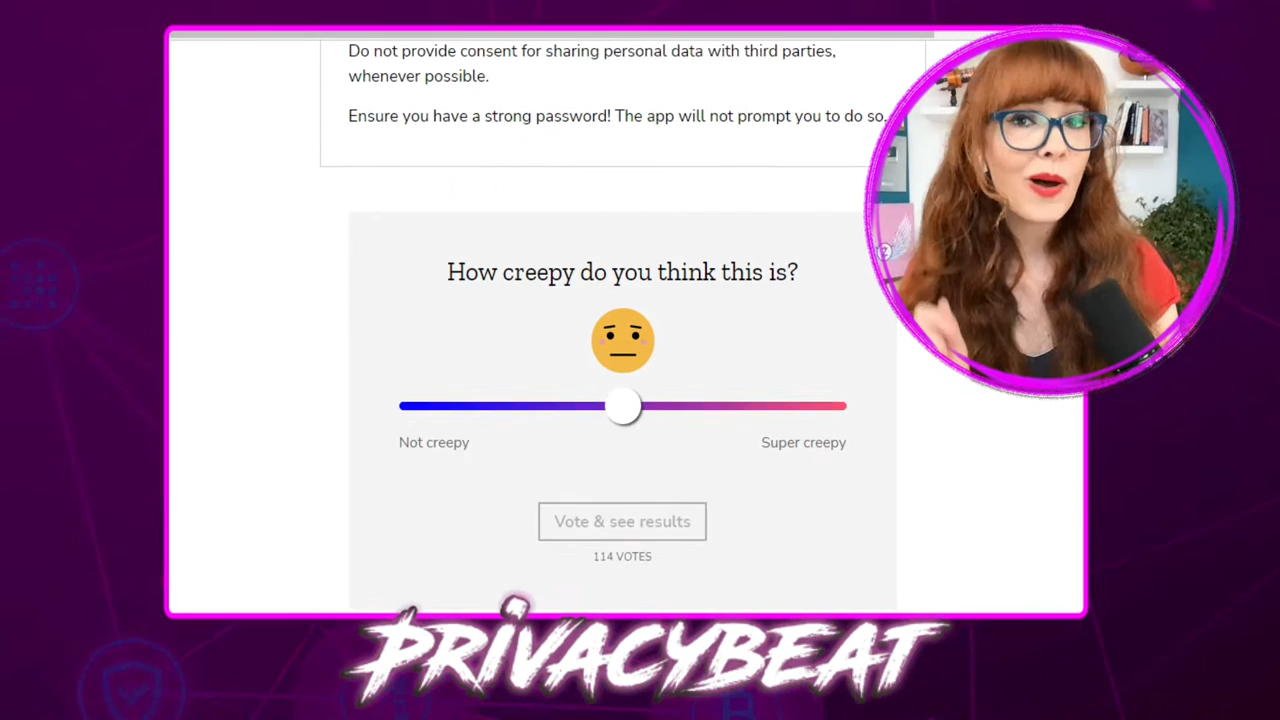 Do not provide consent for sharing personal data with third parties,
whenever possible.
Ensure you have a strong password! The app will not prompt you to do so.
How creepy do you think this is?
Not creepy
Super creepy
Vote & see results
114 VOTES
PRIVACYBEAT